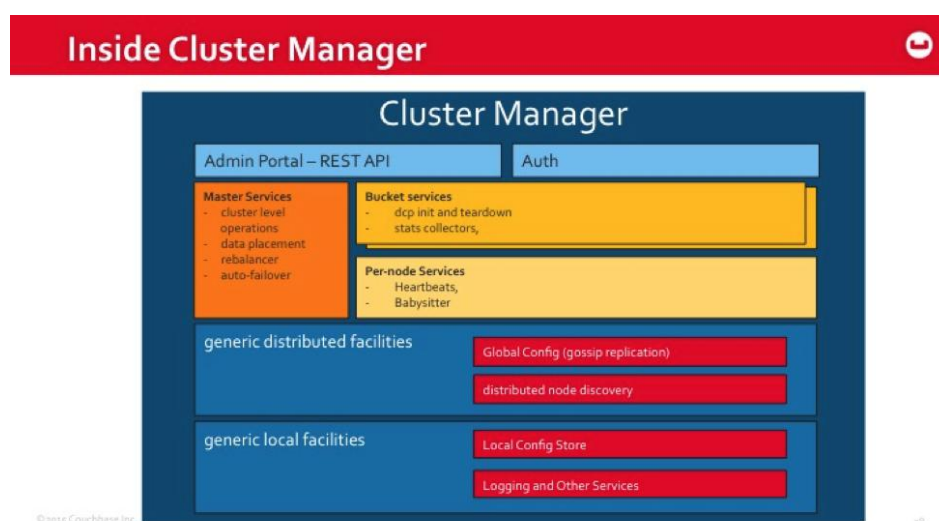 Inside Cluster Manager
Cluster Manager
Admin Portal – REST API
Auth
Master Services
- cluster level
operations
- data placement
- rebalancer
- auto-failover
Bucket services
- dcp init and teardown
- stats collectors,
Per-node Services
- Heartbeats,
- Babysitter
generic distributed facilities
Global Config (gossip replication)
distributed node discovery
generic local facilities
Local Config Store
Logging and Other Services
Couchbase Inc.